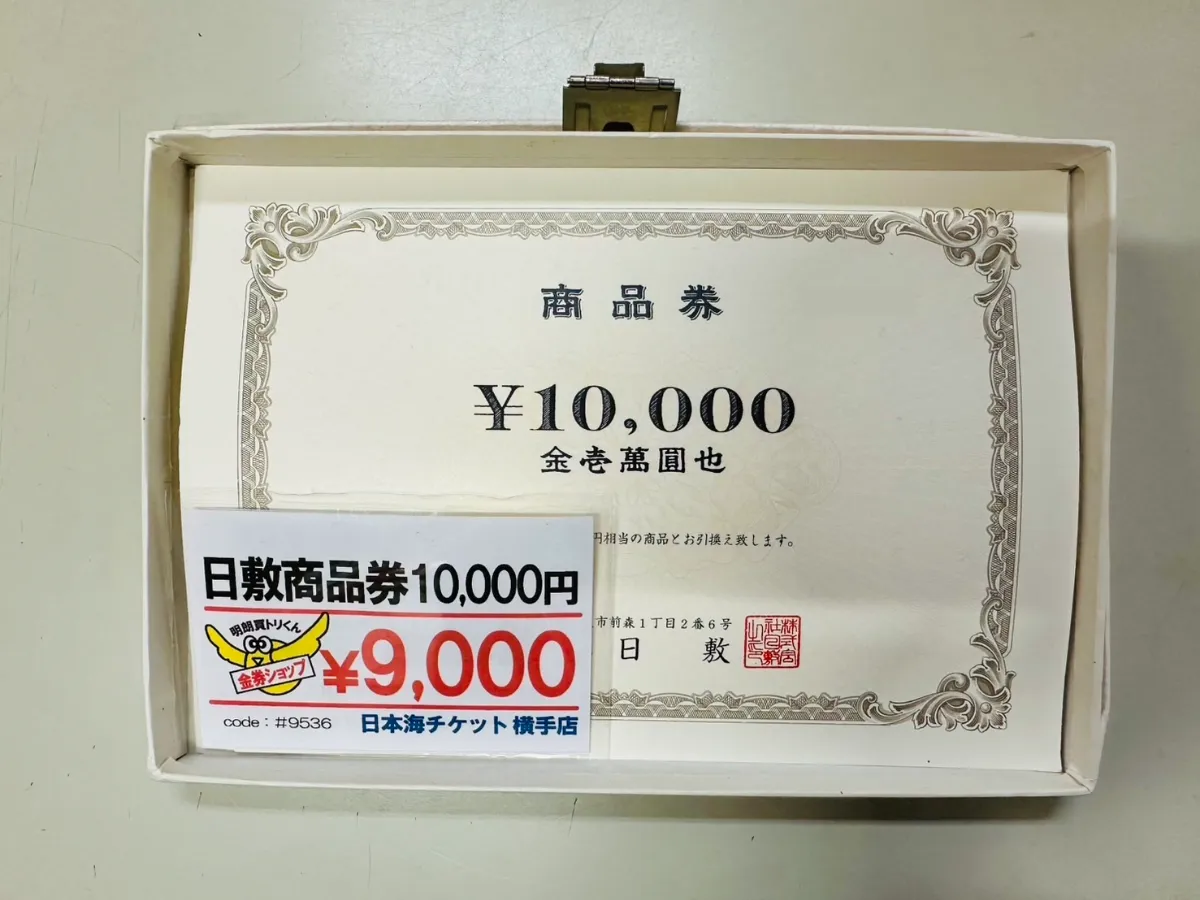 商品券
¥10,000
金壱萬圓也
円相当の商品とお引換え致します。
市前森1丁目2番6号
日敷
日敷商品券10,000円
明朗買トリくん
金券ショップ
¥9,000
code:#9536
日本海チケット 横手店